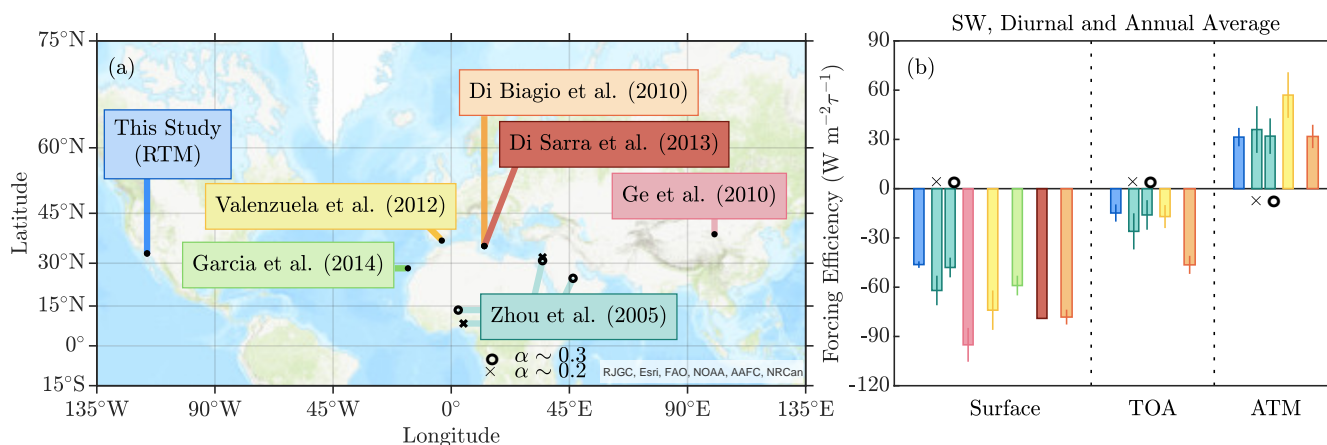 (a)
This Study
(RTM)
Di Biagio et al. (2010)
Di Sarra et al. (2013)
Ge et al. (2010)
Valenzuela et al. (2012)
Garcia et al. (2014)
Zhou et al. (2005)
α ∼ 0.3
α ∼ 0.2
RJGC, Esri, FAO, NOAA, AAFC, NRCan
75°N
60°N
45°N
30°N
15°N
0°
15°S
Latitude
135°W
90°W
45°W
0°
45°E
90°E
135°E
Longitude
SW, Diurnal and Annual Average
(b)
Forcing Efficiency (W m⁻²τ⁻¹)
90
60
30
0
-30
-60
-90
-120
Surface
TOA
ATM